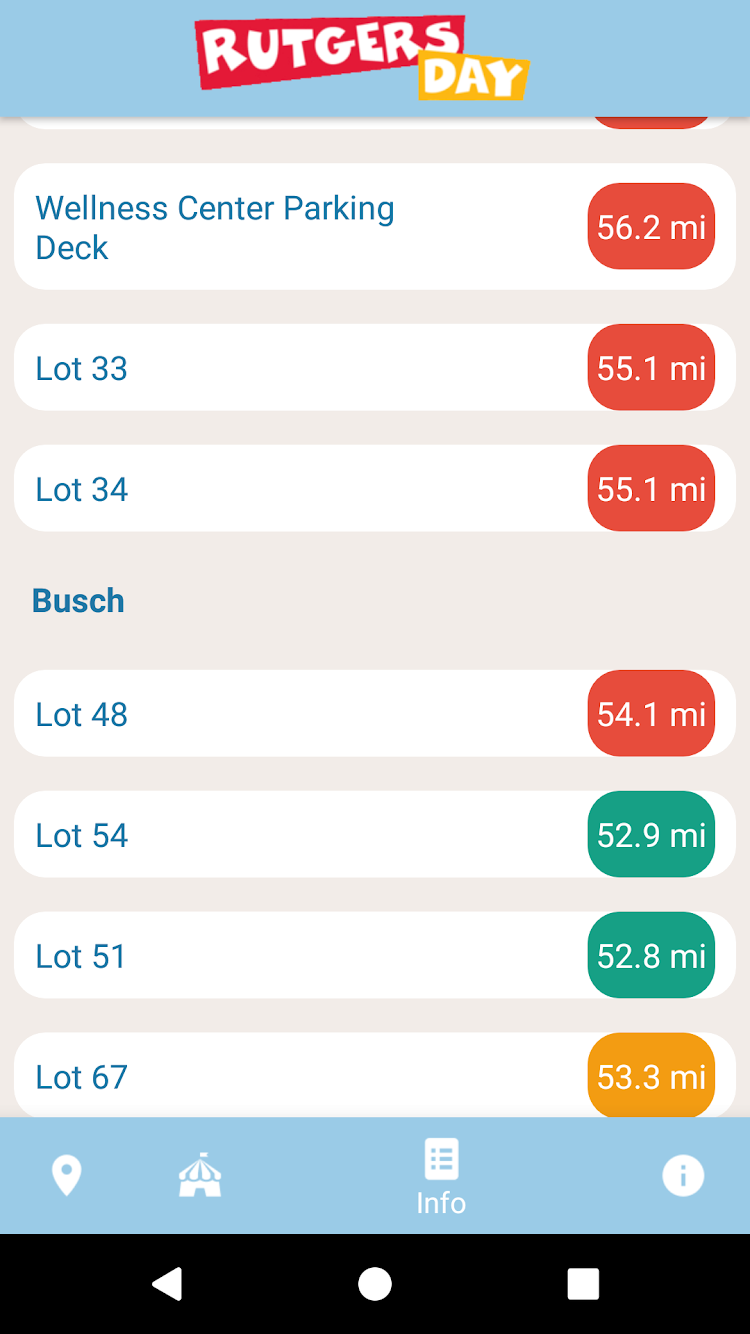 RUTGERS
DAY
Wellness Center Parking
Deck
56.2 mi
Lot 33
55.1 mi
Lot 34
55.1 mi
Busch
Lot 48
54.1 mi
Lot 54
52.9 mi
Lot 51
52.8 mi
Lot 67
53.3 mi
Info